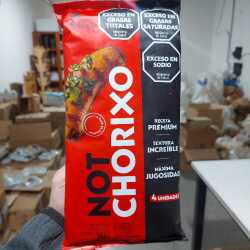 EXCESO EN
GRASAS
TOTALES
EXCESO EN
GRASAS
SATURADAS
EXCESO EN
SODIO
NOT
CHORIXO
RECETA
PREMIUM
TEXTURA
INCREÍBLE
MÁXIMA
JUGOSIDAD
4 UNIDADES